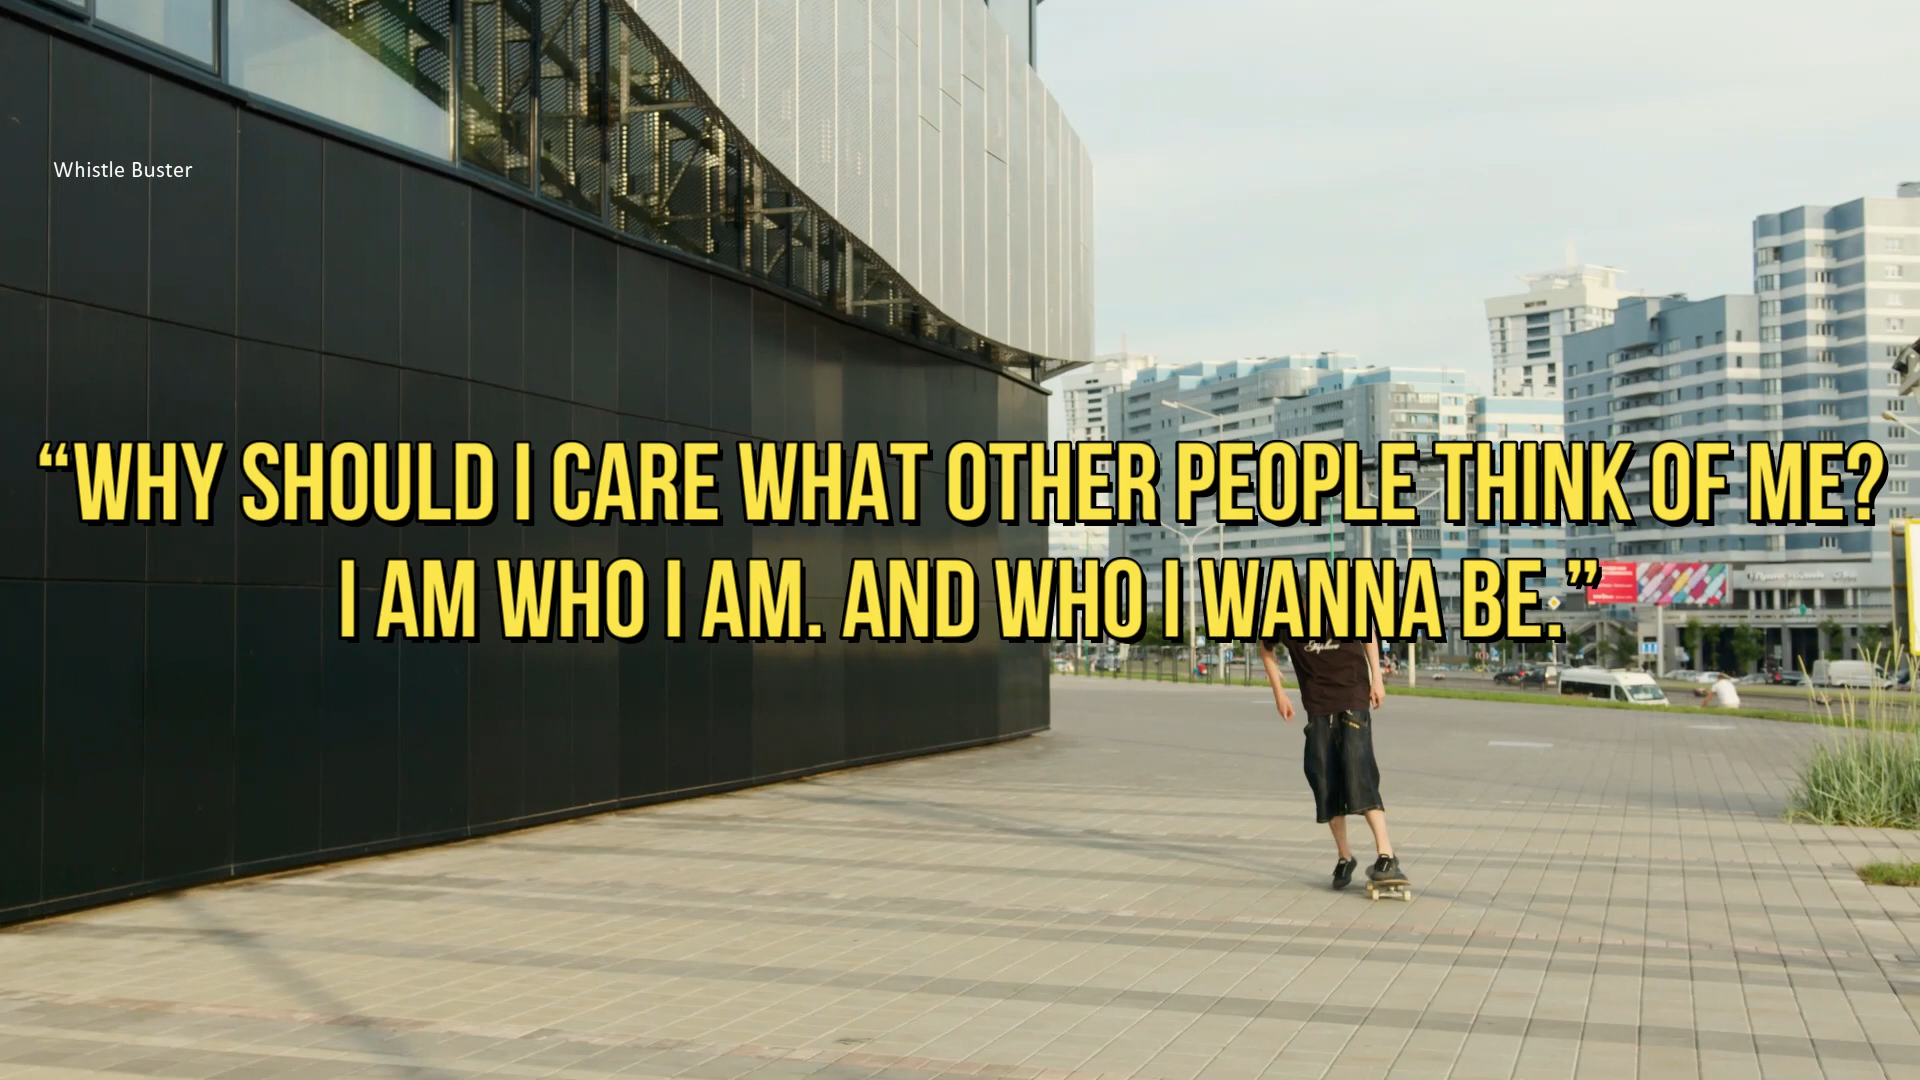 Whistle Buster
“WHY SHOULD I CARE WHAT OTHER PEOPLE THINK OF ME?
I AM WHO I AM. AND WHO I WANNA BE.”